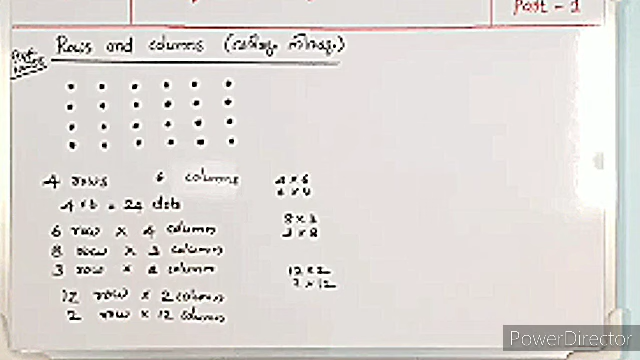 Part - 1
Rows and columns (വരിയും നിരയും)
4 rows 6 columns 4 x 6
6 x 4
4 x 6 = 24 dots
6 row x 4 columns 8 x 3
3 x 8
8 row x 3 columns
3 row x 8 column
12 x 2
2 x 12
12 row x 2 columns
2 row x 12 columns
PowerDirector